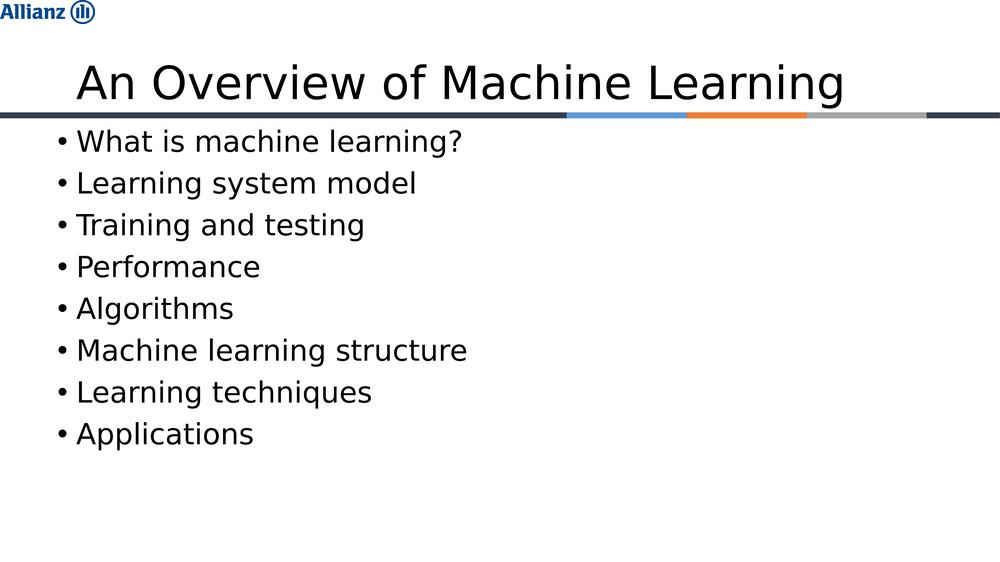 Allianz
An Overview of Machine Learning
• What is machine learning?
• Learning system model
• Training and testing
• Performance
• Algorithms
• Machine learning structure
• Learning techniques
• Applications